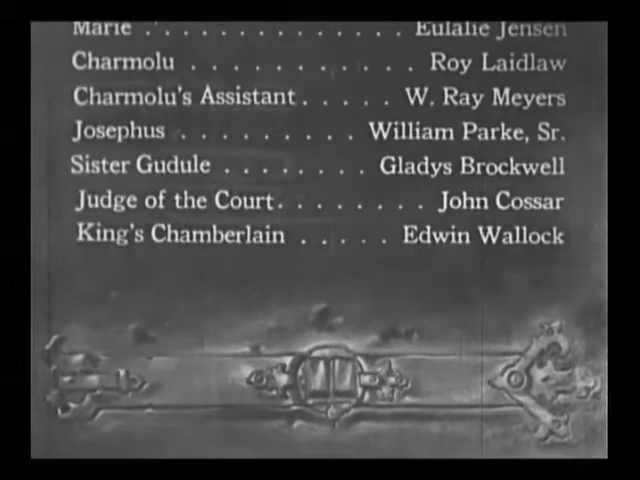 Marie . . . . . . . . . . . . . Eulalie Jensen
Charmolu . . . . . . . . . . . Roy Laidlaw
Charmolu's Assistant . . . . . W. Ray Meyers
Josephus . . . . . . . . . William Parke, Sr.
Sister Gudule . . . . . . . . Gladys Brockwell
Judge of the Court . . . . . . . . John Cossar
King's Chamberlain . . . . . Edwin Wallock